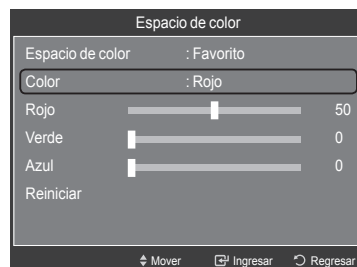 Espacio de color
Espacio de color : Favorito
Color : Rojo
Rojo 50
Verde 0
Azul 0
Reiniciar
Mover Ingresar Regresar